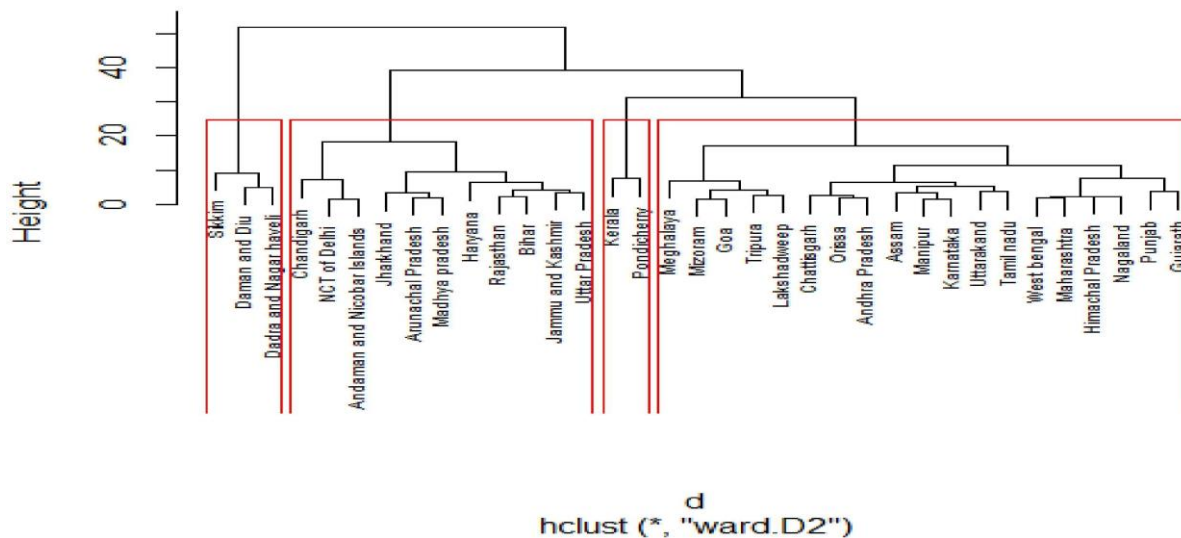 Height
0
20
40
Sikkim
Daman and Diu
Dadra and Nagar haveli
Chandigarh
NCT of Delhi
Andaman and Nicobar Islands
Jharkhand
Arunachal Pradesh
Madhya pradesh
Haryana
Rajasthan
Bihar
Jammu and Kashmir
Uttar Pradesh
Kerala
Pondicherry
Meghalaya
Mizoram
Goa
Tripura
Lakshadweep
Chattisgarh
Orissa
Andhra Pradesh
Assam
Manipur
Karnataka
Uttarakand
Tamil nadu
West bengal
Maharashtra
Himachal Pradesh
Nagaland
Punjab
Gujarath
d
hclust (*, "ward.D2")